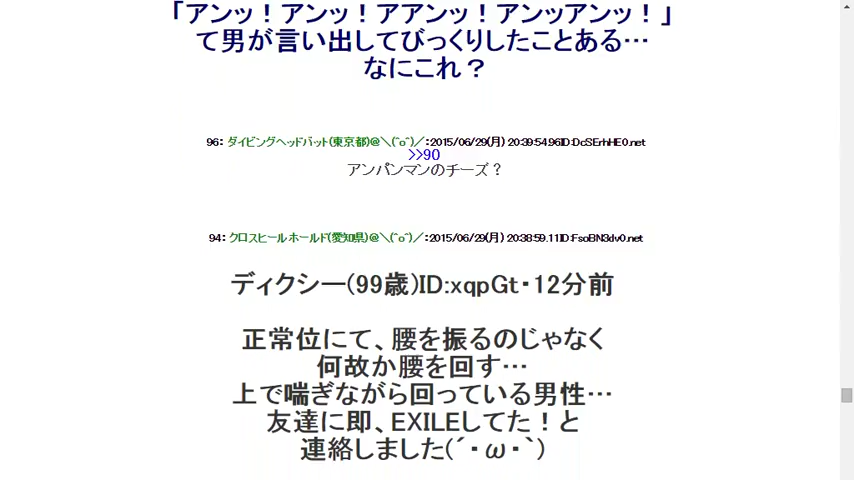 「アンッ！アンッ！アアンッ！アンッアンッ！」
て男が言い出してびっくりしたことある…
なにこれ？
96: ダイビングヘッドバット(東京都)@＼(^o^)／:2015/06/29(月) 20:39:54.96ID:DcSErhHE0.net
>>90
アンパンマンのチーズ？
94: クロスヒールホールド(愛知県)@＼(^o^)／:2015/06/29(月) 20:38:59.11ID:FsoBN3dv0.net
ディクシー(99歳)ID:xqpGt・12分前
正常位にて、腰を振るのじゃなく
何故か腰を回す…
上で喘ぎながら回っている男性…
友達に即、EXILEしてた！と
連絡しました(´・ω・`)